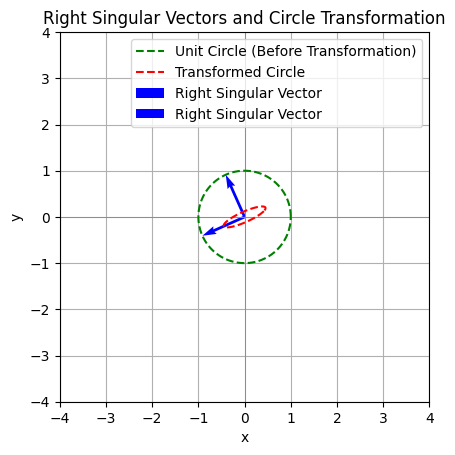 Right Singular Vectors and Circle Transformation
Unit Circle (Before Transformation)
Transformed Circle
Right Singular Vector
Right Singular Vector
4
3
2
1
0
−1
−2
−3
−4
y
−4 −3 −2 −1 0 1 2 3 4
x